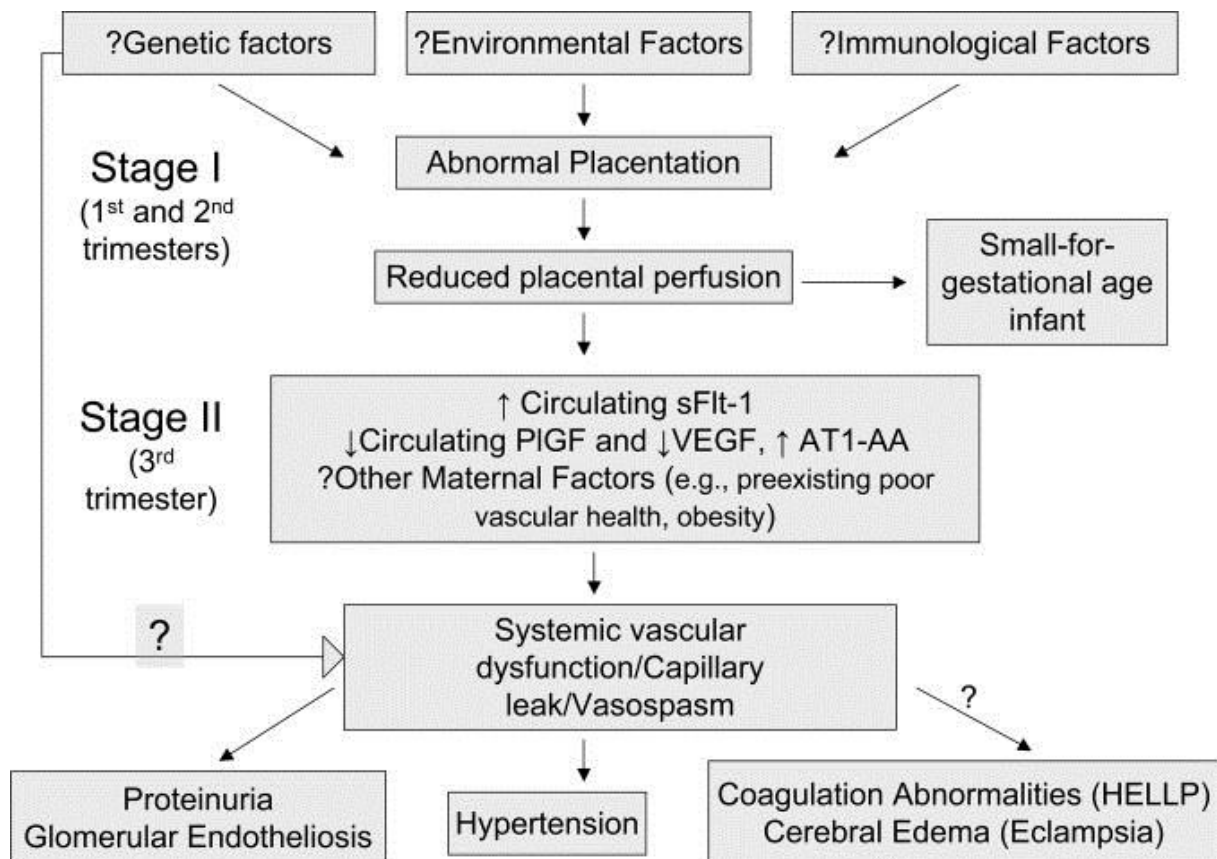 ?Genetic factors
?Environmental Factors
?Immunological Factors
Stage I
(1st and 2nd
trimesters)
Abnormal Placentation
Reduced placental perfusion
Small-for-
gestational age
infant
Stage II
(3rd
trimester)
↑ Circulating sFlt-1
↓Circulating PlGF and ↓VEGF, ↑ AT1-AA
?Other Maternal Factors (e.g., preexisting poor
vascular health, obesity)
?
Systemic vascular
dysfunction/Capillary
leak/Vasospasm
?
Proteinuria
Glomerular Endotheliosis
Hypertension
Coagulation Abnormalities (HELLP)
Cerebral Edema (Eclampsia)